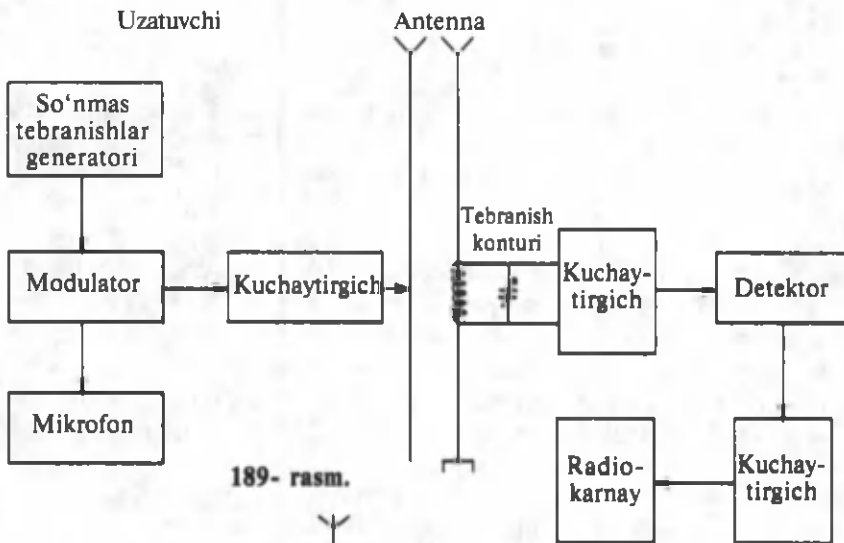 Uzatuvchi
Antenna
So‘nmas
tebranishlar
generatori
Modulator
Kuchaytirgich
Mikrofon
Tebranish
konturi
Kuchay-
tirgich
Detektor
Kuchay-
tirgich
Radio-
karnay
189- rasm.